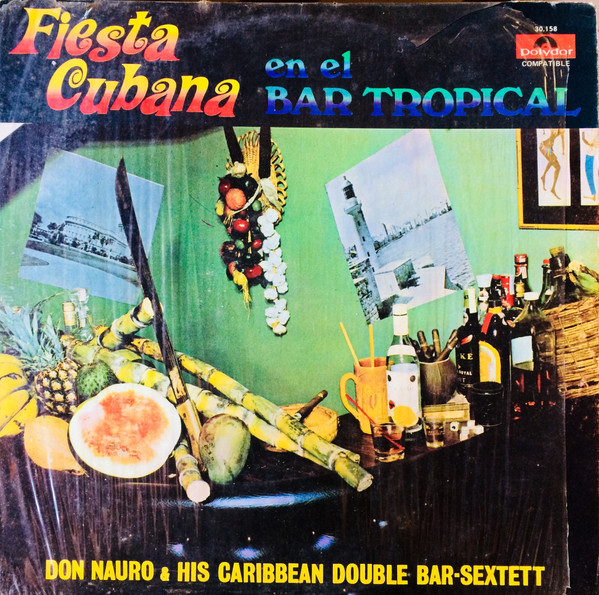 Fiesta Cubana
en el
BAR TROPICAL
30.158
Polydor
COMPATIBLE
DON NAURO & HIS CARIBBEAN DOUBLE BAR-SEXTETT